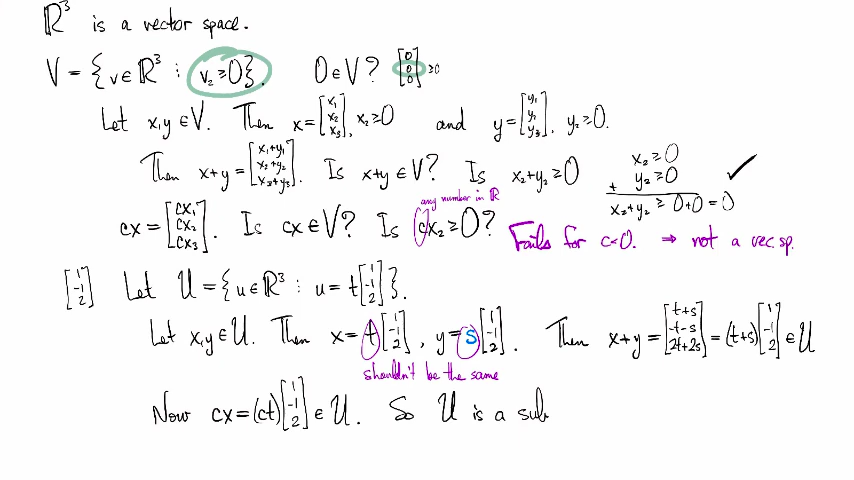 ℝ³ is a vector space.
V = { v ∈ ℝ³ : v₂ ≥ 0 }. 0 ∈ V? [0 0 0] ≥ 0
Let x, y ∈ V. Then x = [x₁ x₂ x₃], x₂ ≥ 0 and y = [y₁ y₁ y₃], y₂ ≥ 0.
Then x+y = [x₁+y₁ x₂+y₂ x₃+y₃]. Is x+y ∈ V? Is x₂+y₂ ≥ 0
x₂ ≥ 0
+ y₂ ≥ 0
x₂+y₂ ≥ 0+0 = 0 ✓
any number in ℝ
cx = [cx₁ cx₂ cx₃]. Is cx ∈ V? Is cx₂ ≥ 0? Fails for c<0. ⇒ not a vec. sp.
[1 -1 2] Let U = { u ∈ ℝ³ : u = t[1 -1 2] }.
Let x, y ∈ U. Then x = t[1 -1 2], y = s[1 -1 2]. Then x+y = [t+s -t-s 2t+2s] = (t+s)[1 -1 2] ∈ U
shouldn't be the same
Now cx = (ct)[1 -1 2] ∈ U. So U is a sub